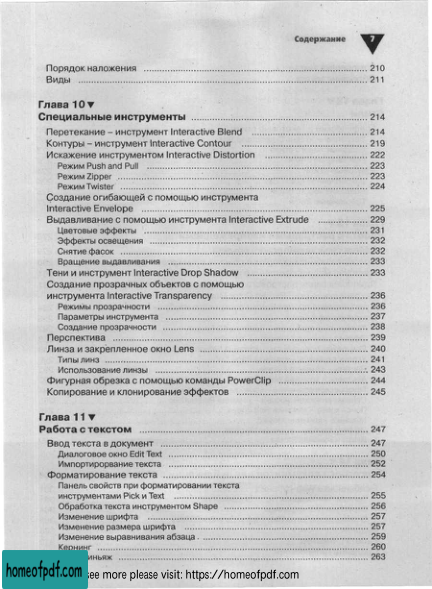 Содержание 7
Порядок наложения 210
Виды 211
Глава 10▼
Специальные инструменты 214
Перетекание – инструмент Interactive Blend 214
Контуры – инструмент Interactive Contour 219
Искажение инструментом Interactive Distortion 222
Режим Push and Pull 223
Режим Zipper 223
Режим Twister 224
Создание огибающей с помощью инструмента
Interactive Envelope 225
Выдавливание с помощью инструмента Interactive Extrude 229
Цветовые эффекты 231
Эффекты освещения 232
Снятие фасок 232
Вращение выдавливания 233
Тени и инструмент Interactive Drop Shadow 233
Создание прозрачных объектов с помощью
инструмента Interactive Transparency 236
Режимы прозрачности 236
Параметры инструмента 237
Создание прозрачности 238
Перспектива 239
Линза и закрепленное окно Lens 240
Типы линз 241
Использование линзы 243
Фигурная обрезка с помощью команды PowerClip 244
Копирование и клонирование эффектов 245
Глава 11▼
Работа с текстом 247
Ввод текста в документ 247
Диалоговое окно Edit Text 250
Импортирорвание текста 252
Форматирование текста 254
Панель свойств при форматировании текста
инструментами Pick и Text 255
Обработка текста инструментом Shape 256
Изменение шрифта 257
Изменение размера шрифта 257
Изменение выравнивания абзаца 259
Кернинг 260
иньяж 263
homeofpdf.com
see more please visit: https://homeofpdf.com